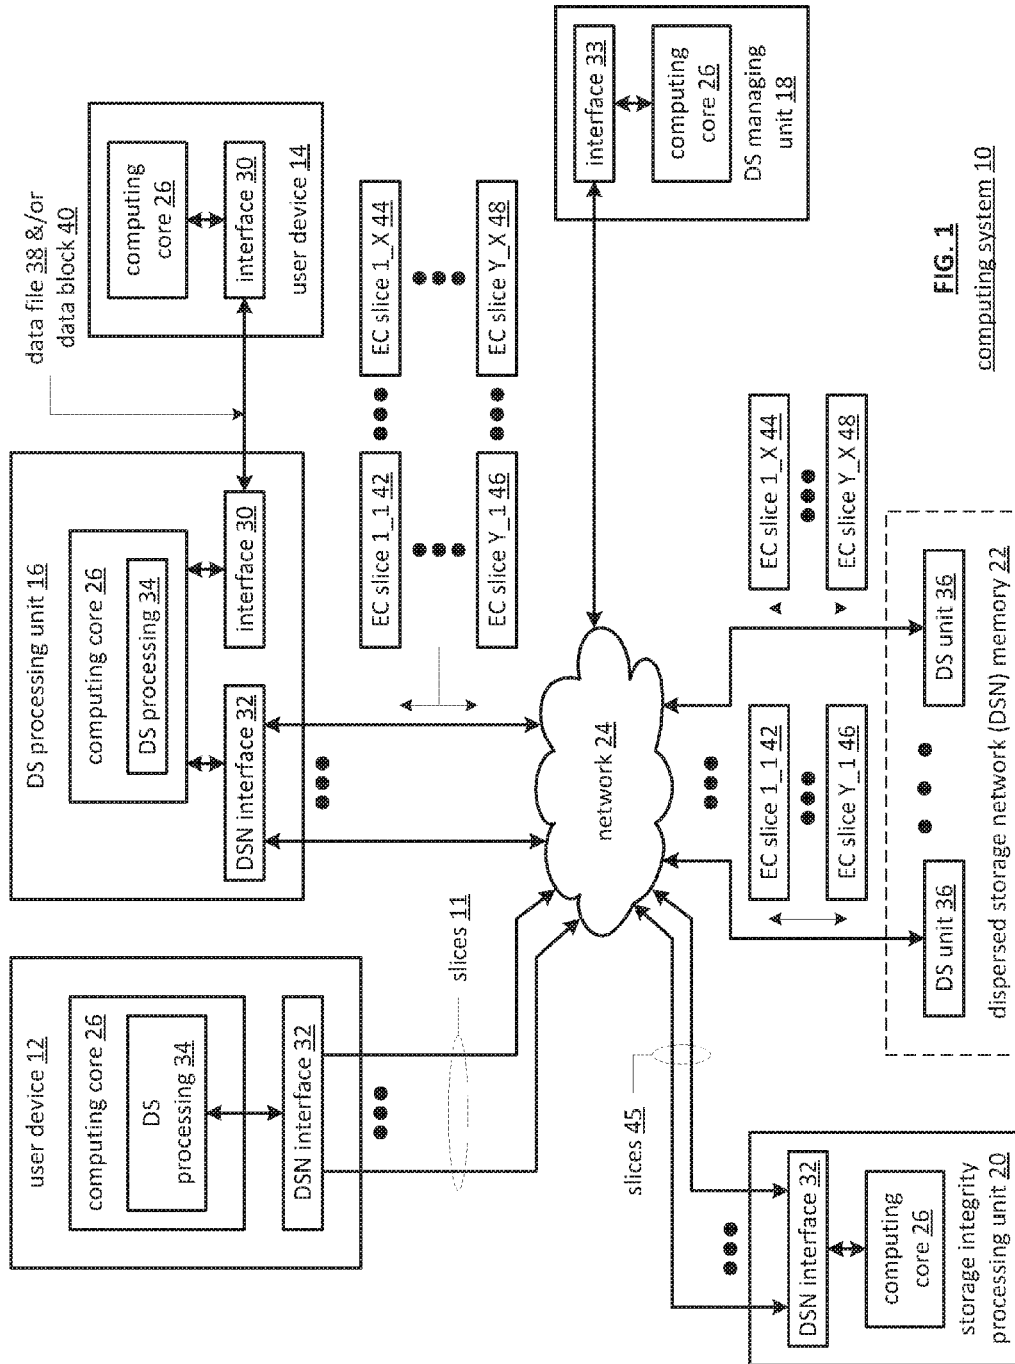 user device 12
computing core 26
DS
processing 34
DSN interface 32
slices 11
DS processing unit 16
computing core 26
DS processing 34
DSN interface 32
interface 30
data file 38 &/or
data block 40
computing
core 26
interface 30
user device 14
EC slice 1_1 42
EC slice 1_X 44
EC slice Y_1 46
EC slice Y_X 48
network 24
interface 33
computing
core 26
DS managing
unit 18
slices 45
DSN interface 32
computing
core 26
storage integrity
processing unit 20
EC slice 1_1 42
EC slice Y_1 46
EC slice 1_X 44
EC slice Y_X 48
DS unit 36
DS unit 36
dispersed storage network (DSN) memory 22
FIG. 1
computing system 10